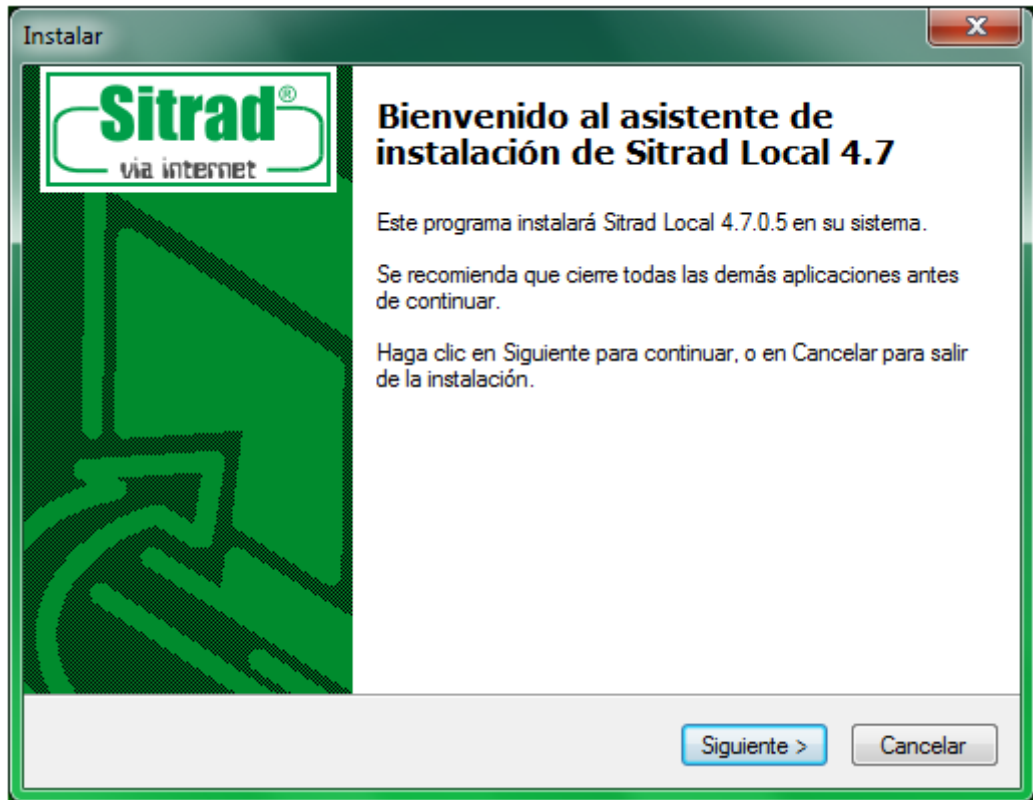 Instalar
Sitrad®
via internet
Bienvenido al asistente de
instalación de Sitrad Local 4.7
Este programa instalará Sitrad Local 4.7.0.5 en su sistema.
Se recomienda que cierre todas las demás aplicaciones antes
de continuar.
Haga clic en Siguiente para continuar, o en Cancelar para salir
de la instalación.
Siguiente >
Cancelar